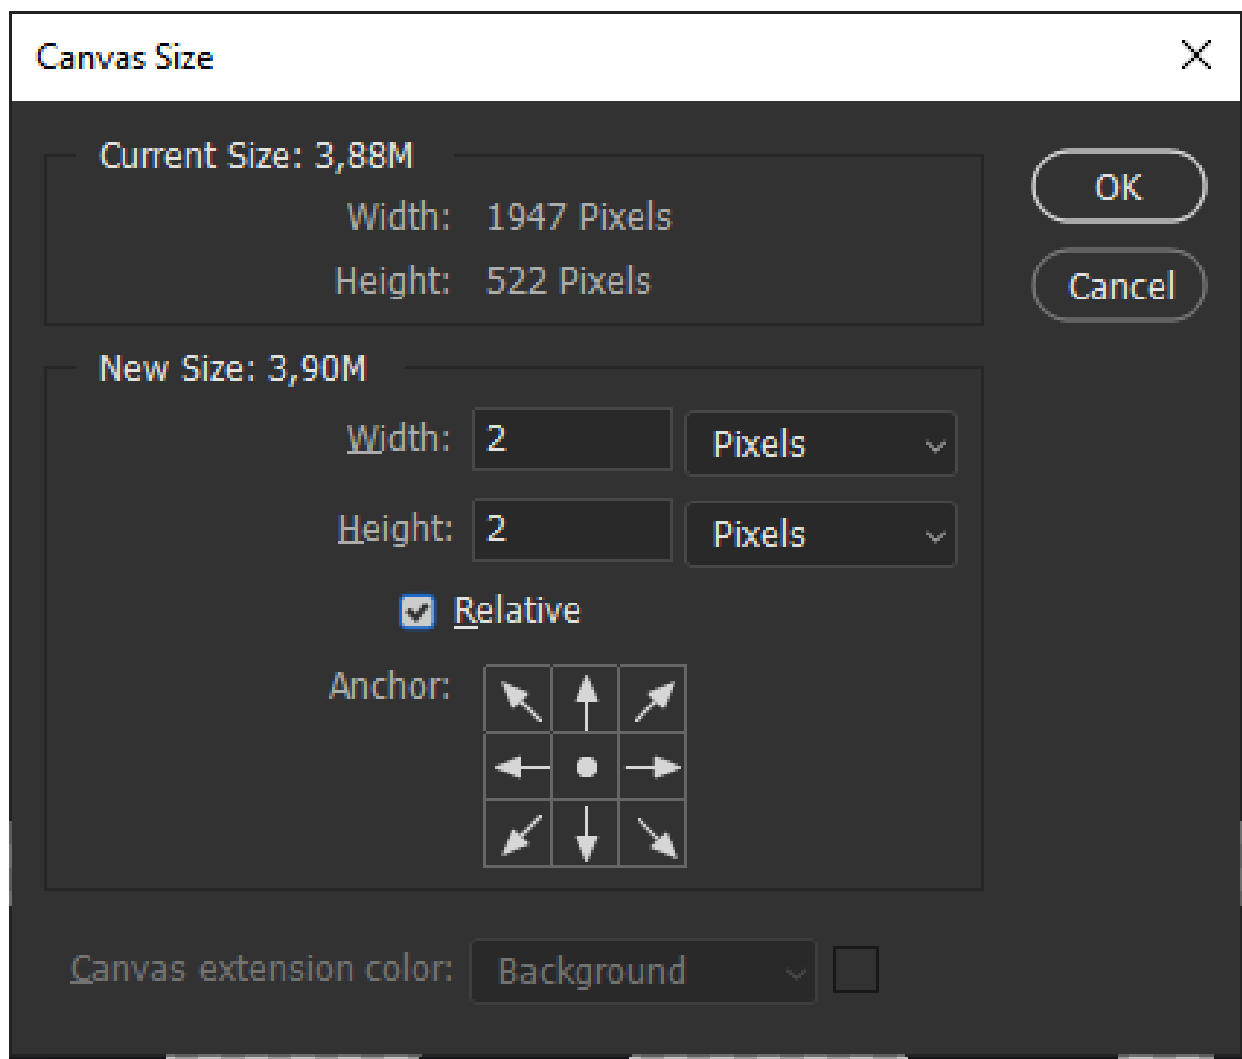 Canvas Size
Current Size: 3,88M
Width: 1947 Pixels
Height: 522 Pixels
OK
Cancel
New Size: 3,90M
Width: 2 Pixels
Height: 2 Pixels
Relative
Anchor:
Canvas extension color: Background